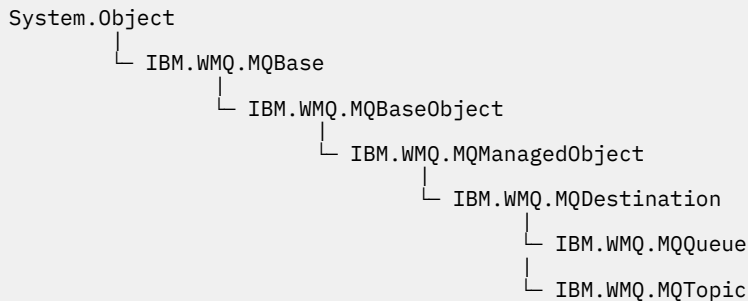 System.Object
IBM.WMQ.MQBase
IBM.WMQ.MQBaseObject
IBM.WMQ.MQManagedObject
IBM.WMQ.MQDestination
IBM.WMQ.MQQueue
IBM.WMQ.MQTopic